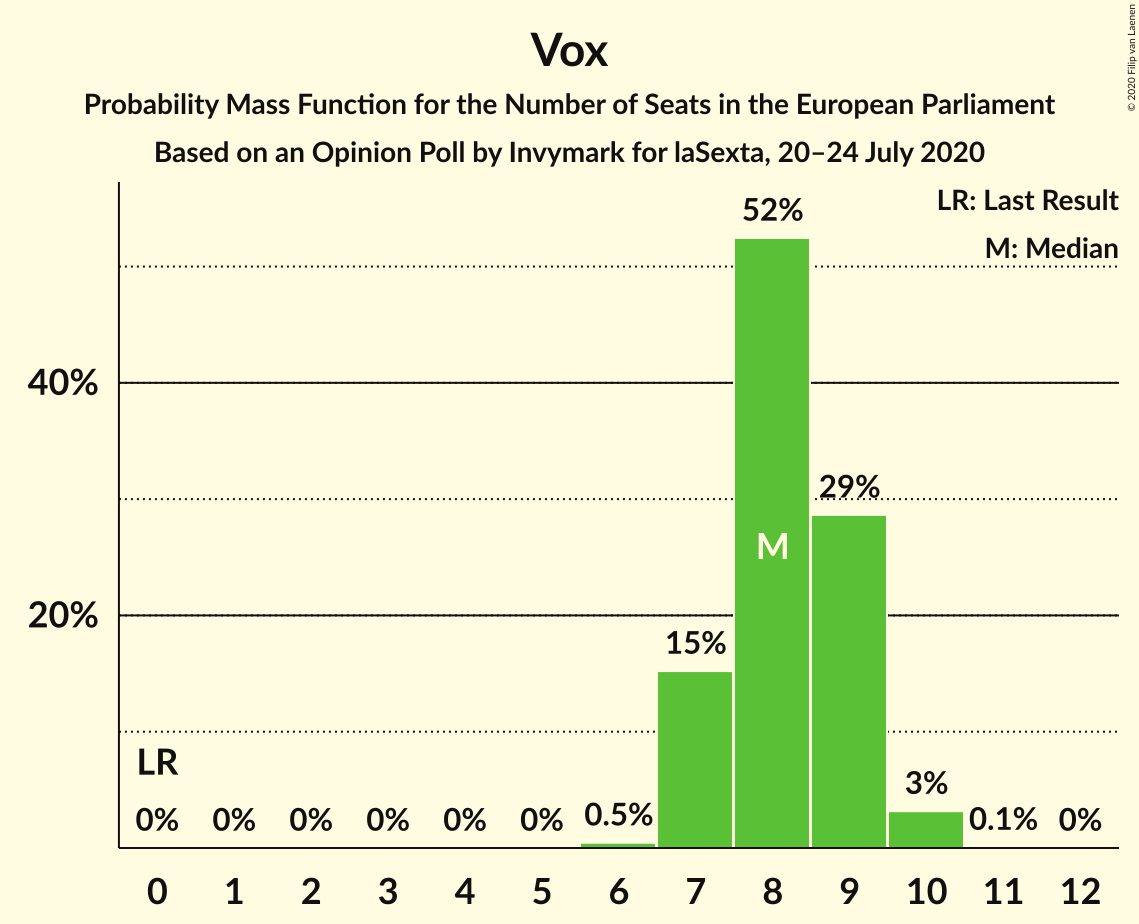 © 2020 Filip van Laenen
Vox
Probability Mass Function for the Number of Seats in the European Parliament
Based on an Opinion Poll by Invymark for laSexta, 20–24 July 2020
LR: Last Result
M: Median
52%
40%
29%
M
20%
15%
LR
3%
0% 0% 0% 0% 0% 0% 0.5% 0.1% 0%
0 1 2 3 4 5 6 7 8 9 10 11 12